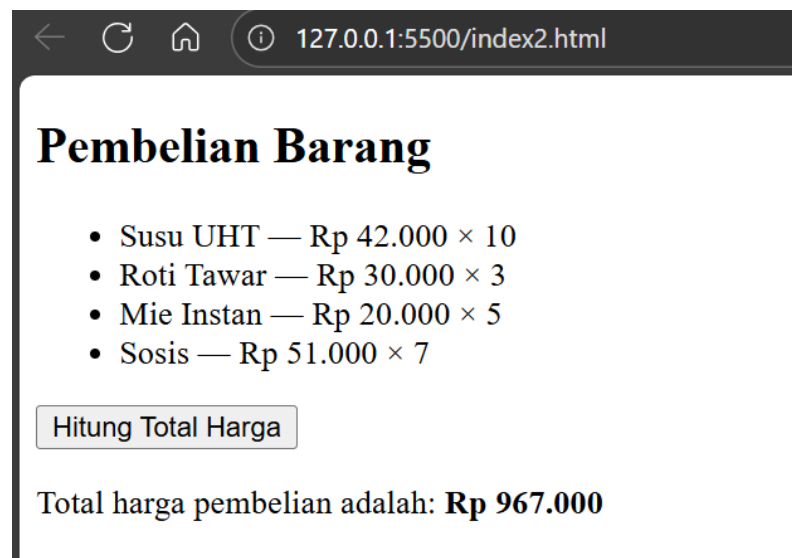 127.0.0.1:5500/index2.html
Pembelian Barang
• Susu UHT — Rp 42.000 × 10
• Roti Tawar — Rp 30.000 × 3
• Mie Instan — Rp 20.000 × 5
• Sosis — Rp 51.000 × 7
Hitung Total Harga
Total harga pembelian adalah: Rp 967.000